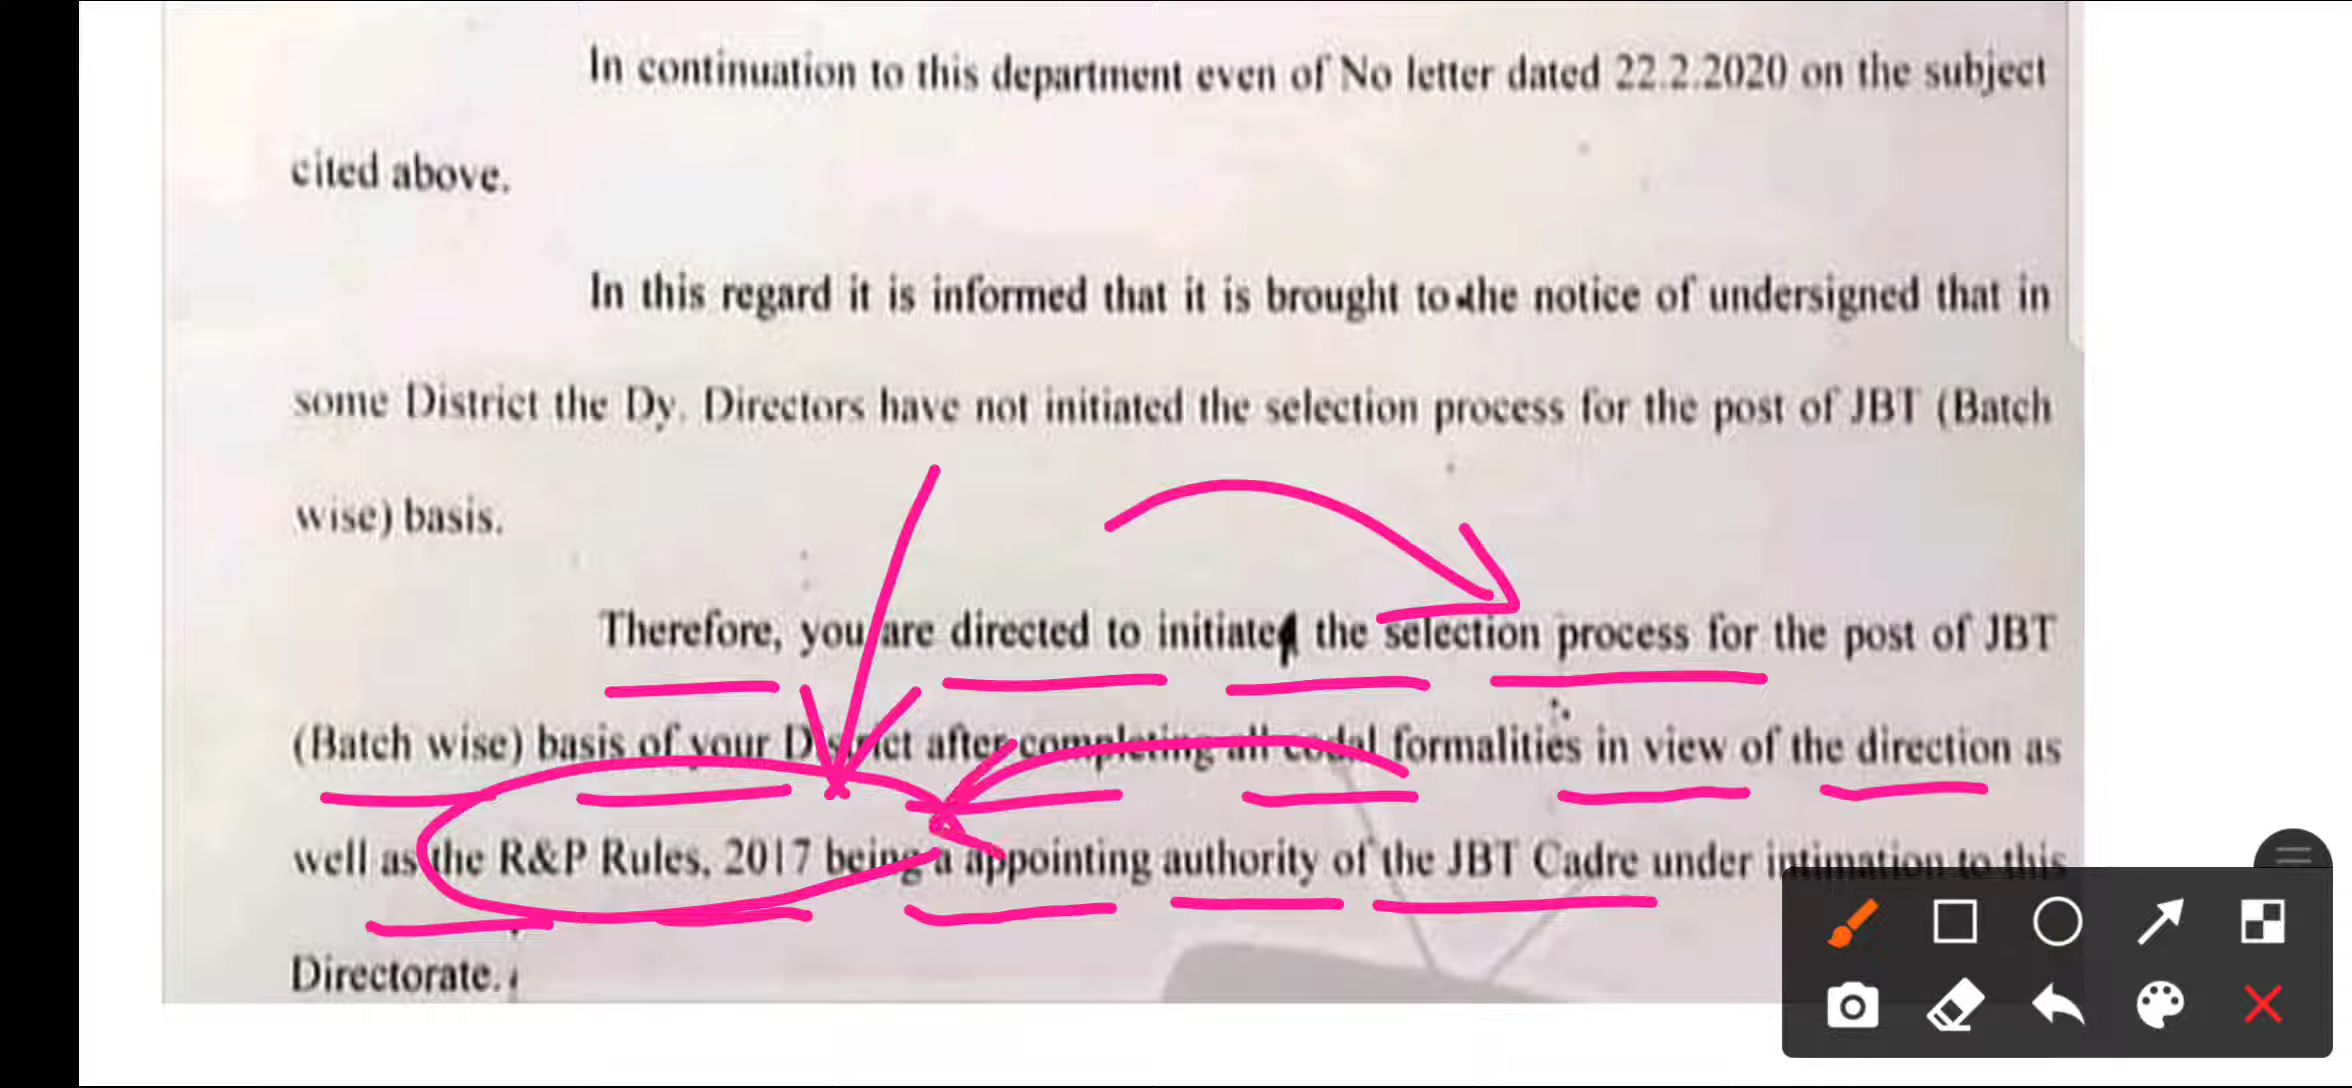 In continuation to this department even of No letter dated 22.2.2020 on the subject
cited above.
In this regard it is informed that it is brought to the notice of undersigned that in
some District the Dy. Directors have not initiated the selection process for the post of JBT (Batch
wise) basis.
Therefore, you are directed to initiate the selection process for the post of JBT
(Batch wise) basis of your District after completing all codal formalities in view of the direction as
well as the R&P Rules, 2017 being a appointing authority of the JBT Cadre under intimation to this
Directorate.